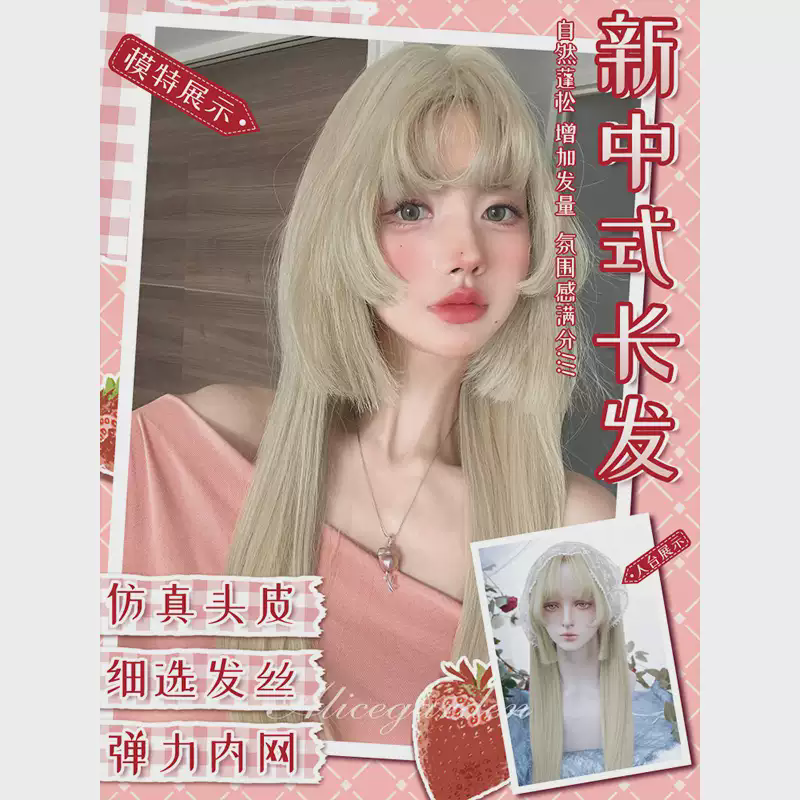 模特展示
新中式长发
自然蓬松 增加发量 氛围感满分!!!
人台展示
仿真头皮
细选发丝
弹力内网
Alicegarden